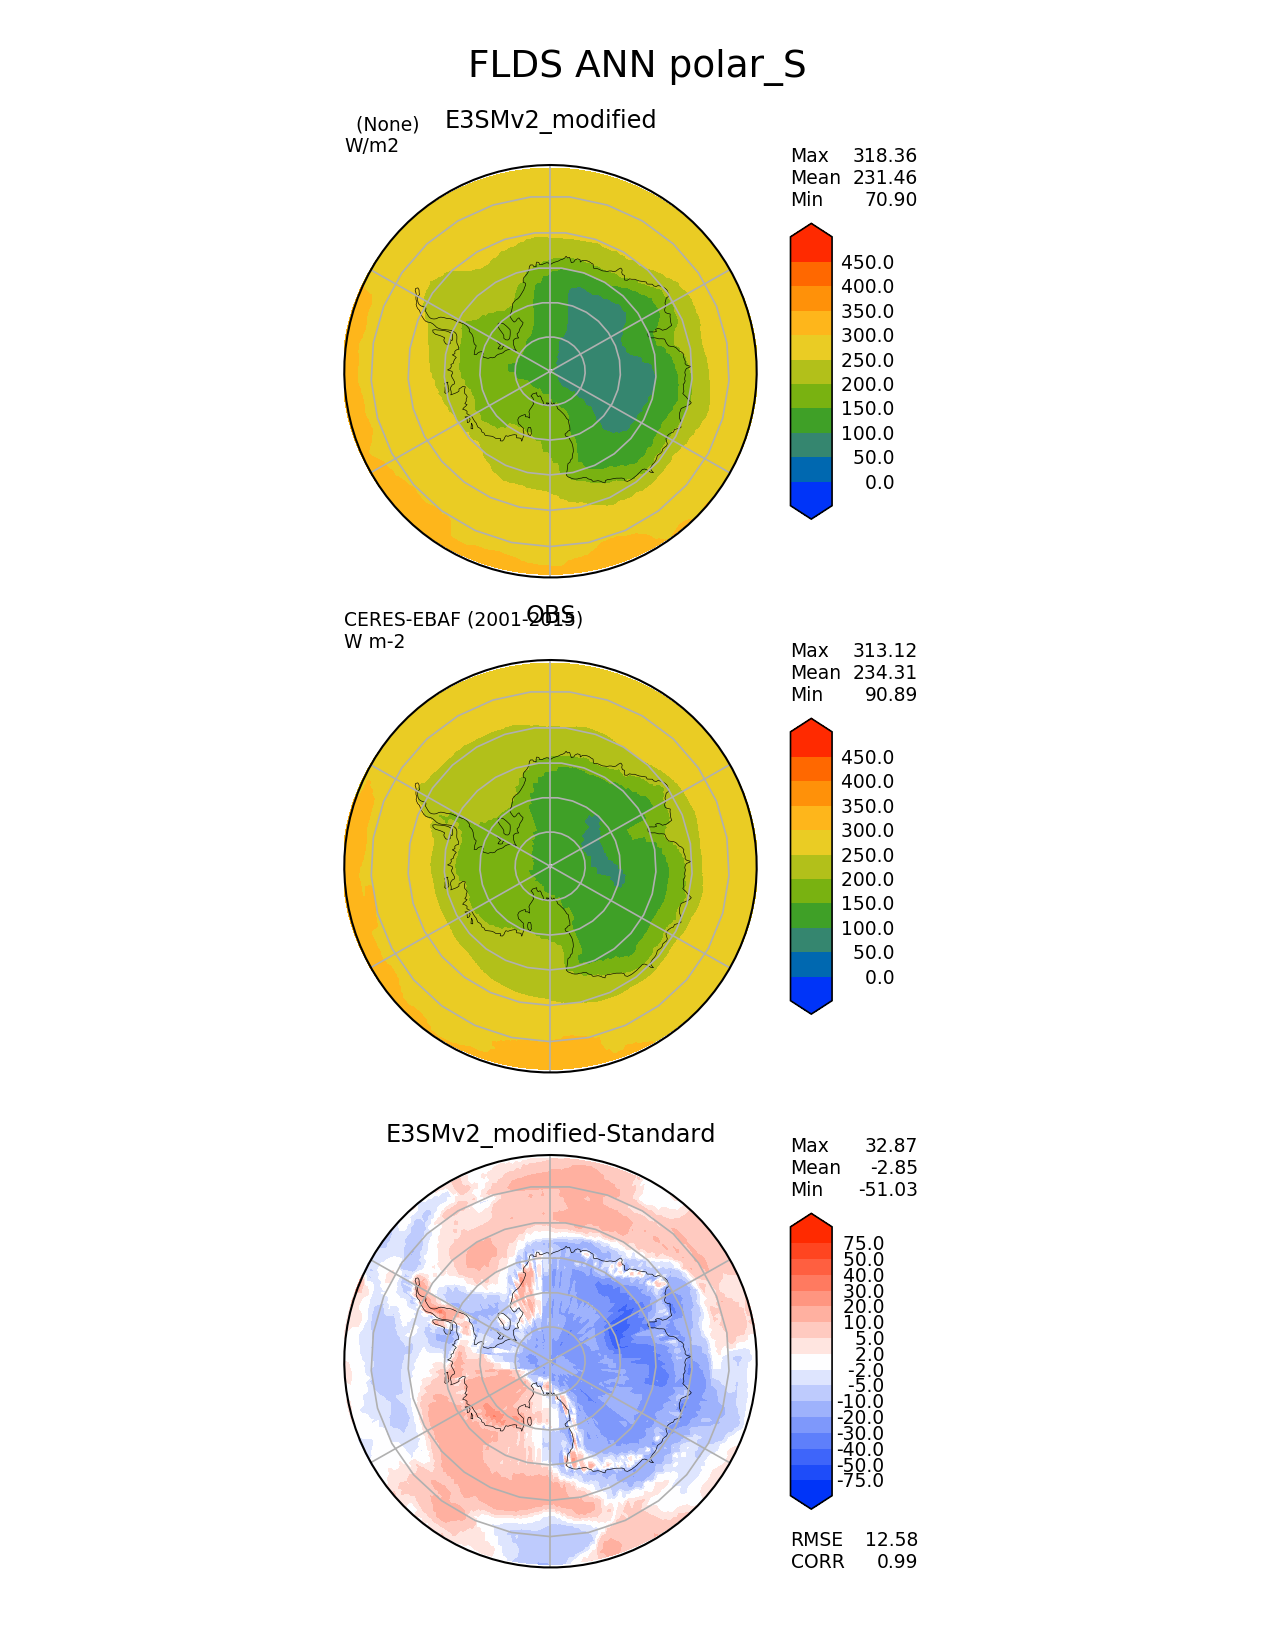 FLDS ANN polar_S
E3SMv2_modified
(None)
W/m2
Max 318.36
Mean 231.46
Min 70.90
450.0
400.0
350.0
300.0
250.0
200.0
150.0
100.0
50.0
0.0
OBS
CERES-EBAF (2001-2015)
W m-2
Max 313.12
Mean 234.31
Min 90.89
450.0
400.0
350.0
300.0
250.0
200.0
150.0
100.0
50.0
0.0
E3SMv2_modified-Standard
Max 32.87
Mean -2.85
Min -51.03
75.0
50.0
40.0
30.0
20.0
10.0
5.0
2.0
-2.0
-5.0
-10.0
-20.0
-30.0
-40.0
-50.0
-75.0
RMSE 12.58
CORR 0.99